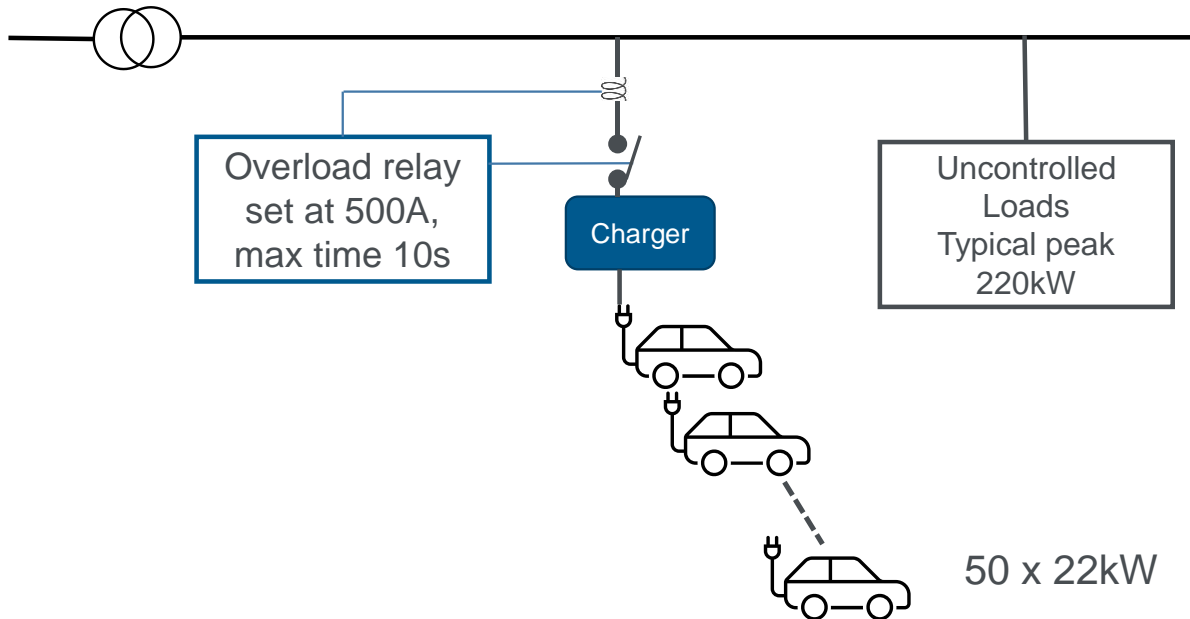 Overload relay
set at 500A,
max time 10s
Charger
Uncontrolled
Loads
Typical peak
220kW
50 x 22kW